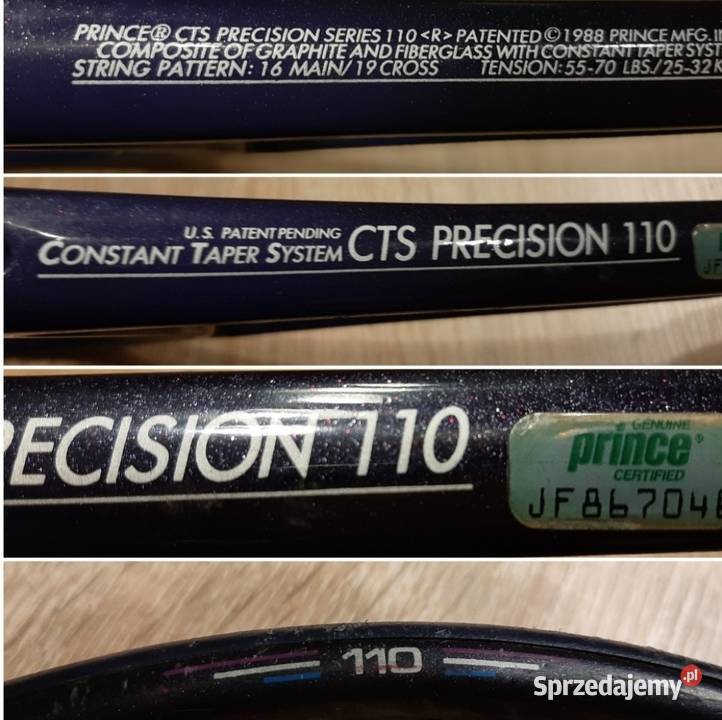 PRINCE® CTS PRECISION SERIES 110 <R> PATENTED © 1988 PRINCE MFG.
COMPOSITE OF GRAPHITE AND FIBERGLASS WITH CONSTANT TAPER
STRING PATTERN: 16 MAIN/19 CROSS TENSION: 55-70 LBS./25-32
U.S. PATENT PENDING
CONSTANT TAPER SYSTEM CTS PRECISION 110
JF
RECISION 110
GENUINE
prince®
CERTIFIED
JF86704
110
Sprzedajemy.pl